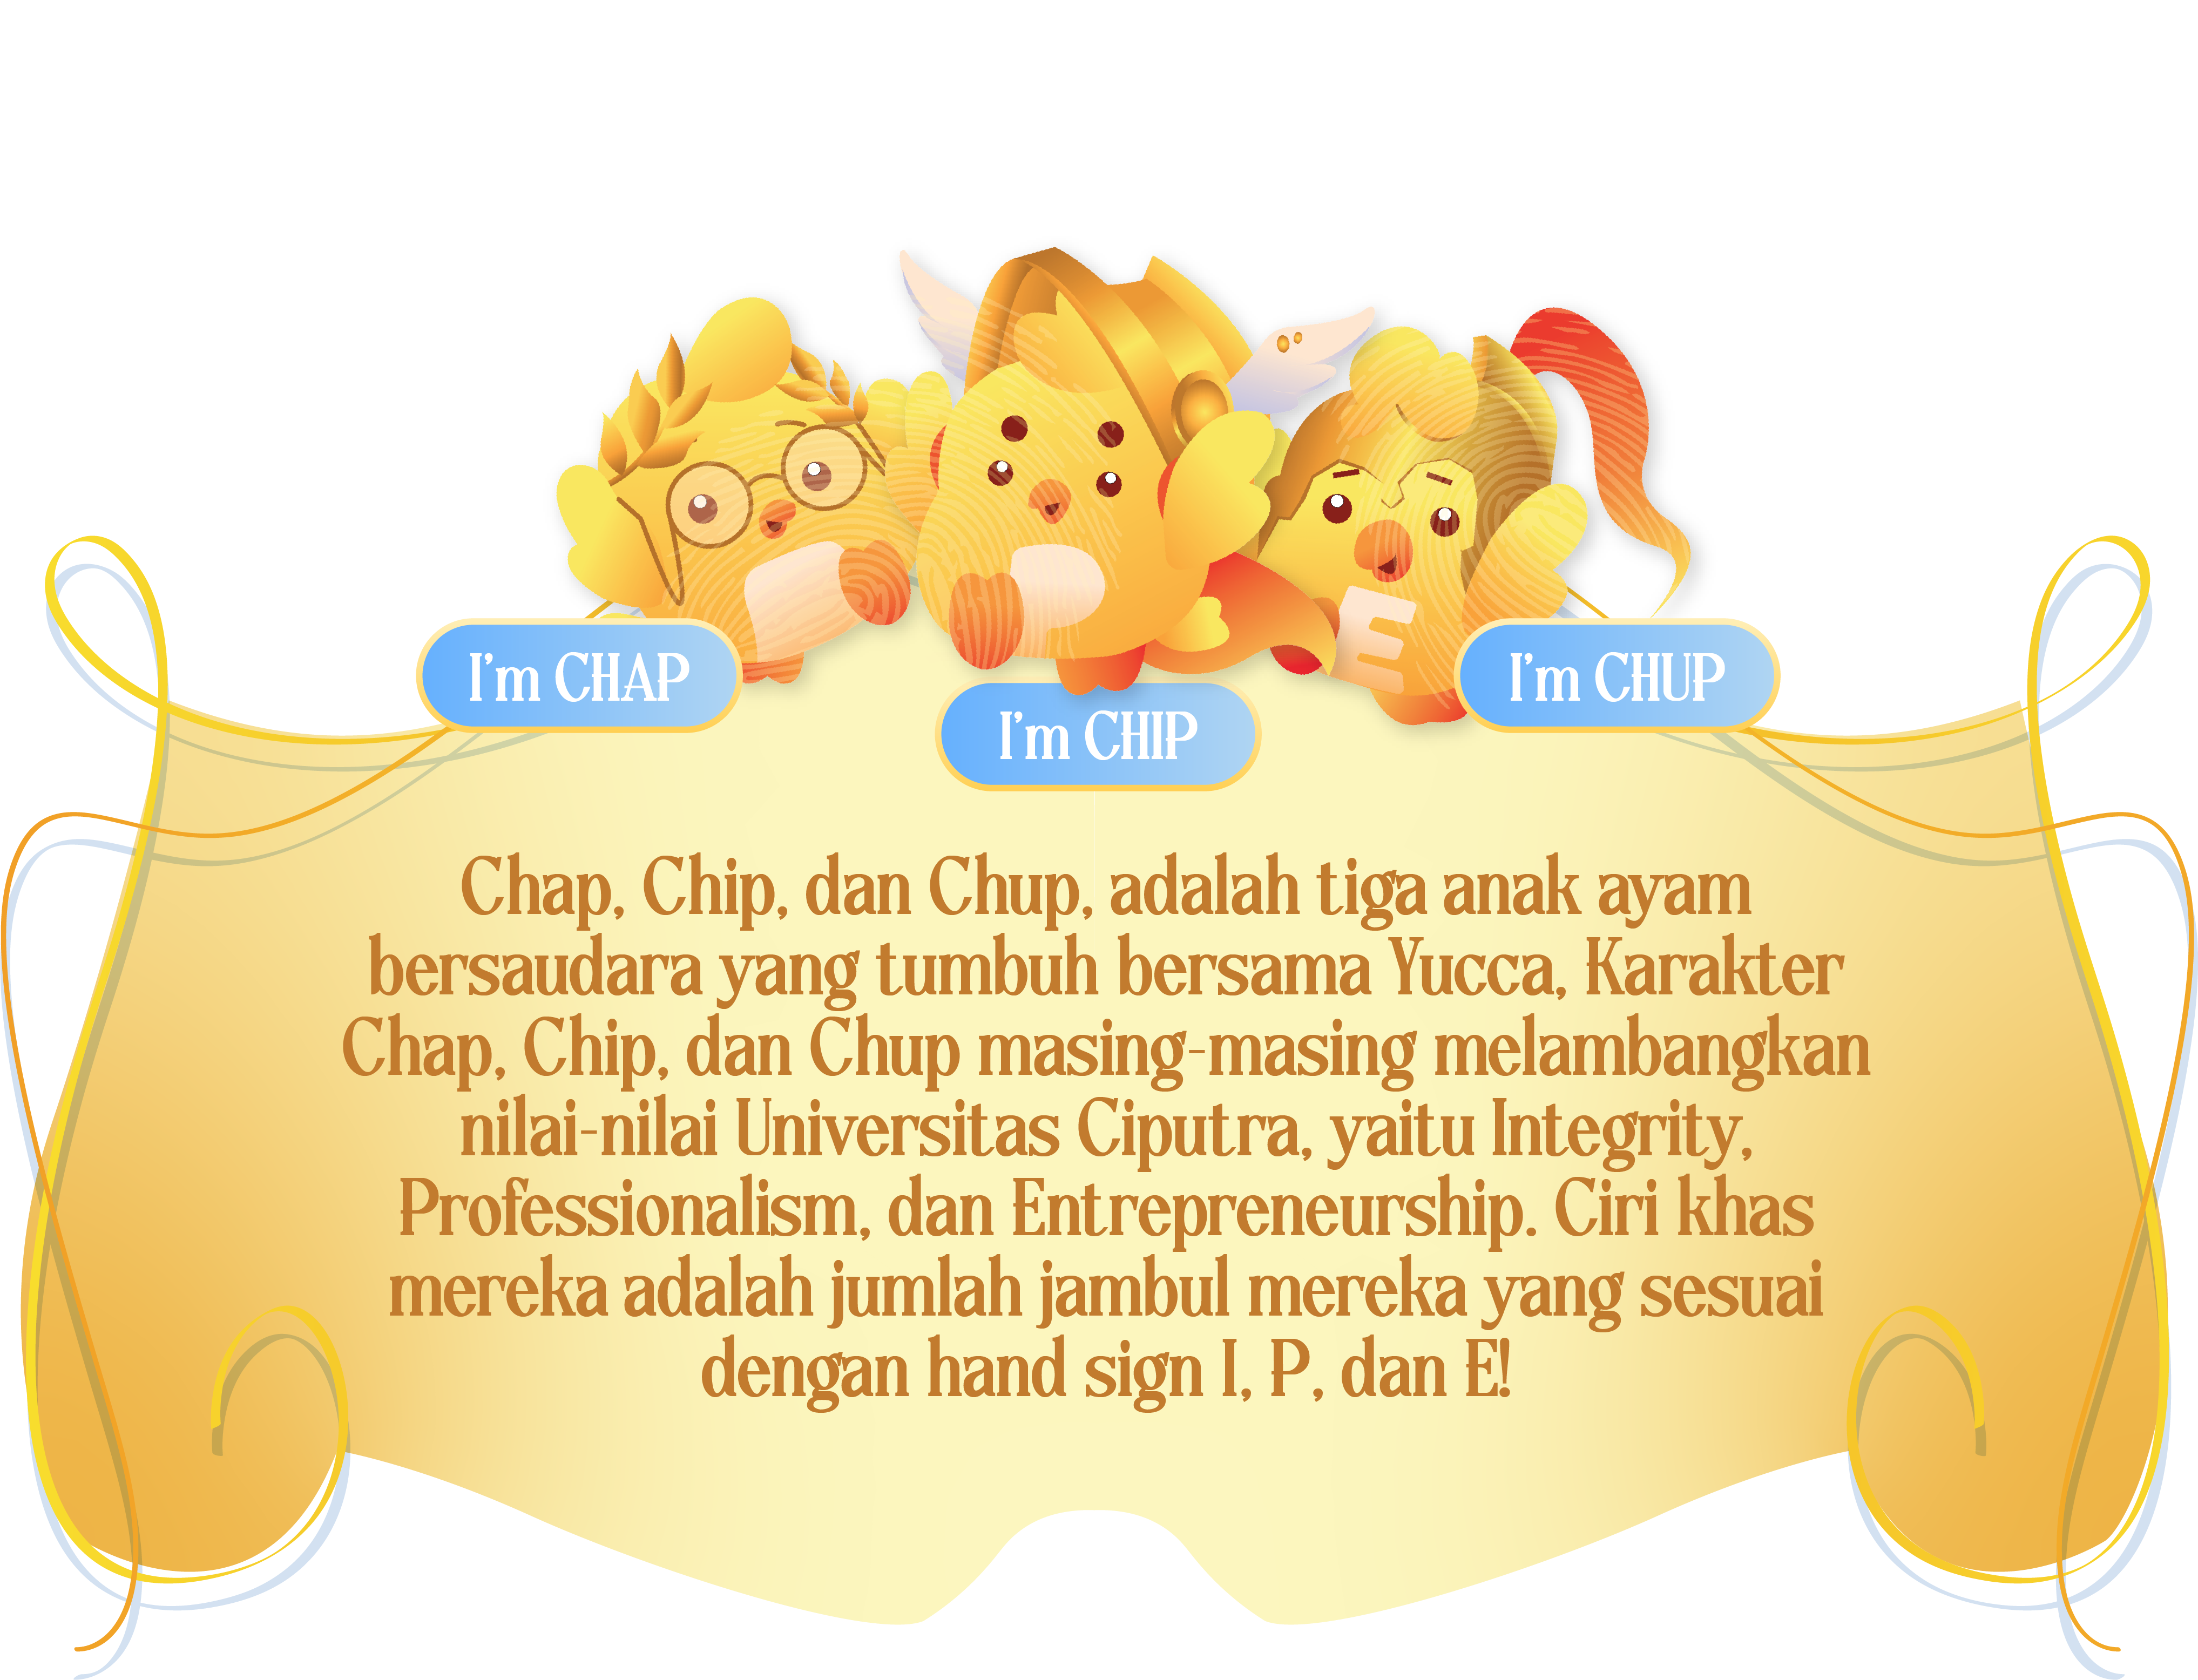 I'm CHAP
I'm CHIP
I'm CHUP
E
Chap, Chip, dan Chup, adalah tiga anak ayam
bersaudara yang tumbuh bersama Yucca, Karakter
Chap, Chip, dan Chup masing-masing melambangkan
nilai-nilai Universitas Ciputra, yaitu Integrity,
Professionalism, dan Entrepreneurship. Ciri khas
mereka adalah jumlah jambul mereka yang sesuai
dengan hand sign I, P, dan E!